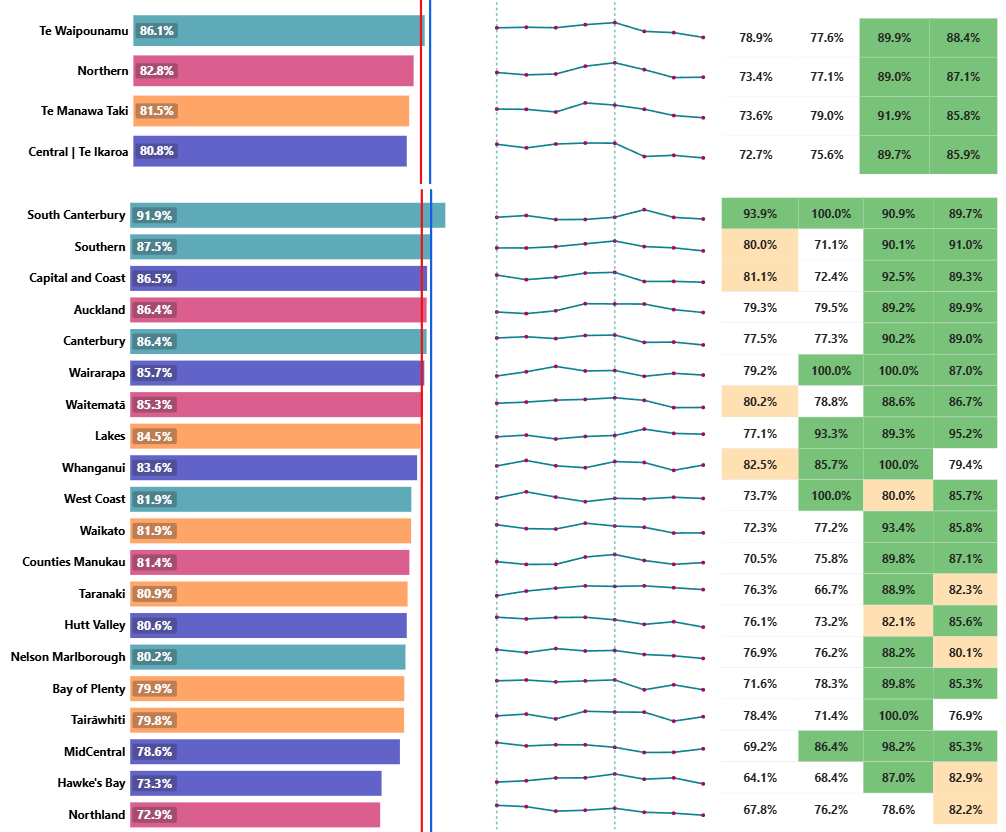 Te Waipounamu 86.1% 78.9% 77.6% 89.9% 88.4%
Northern 82.8% 73.4% 77.1% 89.0% 87.1%
Te Manawa Taki 81.5% 73.6% 79.0% 91.9% 85.8%
Central | Te Ikaroa 80.8% 72.7% 75.6% 89.7% 85.9%
South Canterbury 91.9% 93.9% 100.0% 90.9% 89.7%
Southern 87.5% 80.0% 71.1% 90.1% 91.0%
Capital and Coast 86.5% 81.1% 72.4% 92.5% 89.3%
Auckland 86.4% 79.3% 79.5% 89.2% 89.9%
Canterbury 86.4% 77.5% 77.3% 90.2% 89.0%
Wairarapa 85.7% 79.2% 100.0% 100.0% 87.0%
Waitematā 85.3% 80.2% 78.8% 88.6% 86.7%
Lakes 84.5% 77.1% 93.3% 89.3% 95.2%
Whanganui 83.6% 82.5% 85.7% 100.0% 79.4%
West Coast 81.9% 73.7% 100.0% 80.0% 85.7%
Waikato 81.9% 72.3% 77.2% 93.4% 85.8%
Counties Manukau 81.4% 70.5% 75.8% 89.8% 87.1%
Taranaki 80.9% 76.3% 66.7% 88.9% 82.3%
Hutt Valley 80.6% 76.1% 73.2% 82.1% 85.6%
Nelson Marlborough 80.2% 76.9% 76.2% 88.2% 80.1%
Bay of Plenty 79.9% 71.6% 78.3% 89.8% 85.3%
Tairāwhiti 79.8% 78.4% 71.4% 100.0% 76.9%
MidCentral 78.6% 69.2% 86.4% 98.2% 85.3%
Hawke's Bay 73.3% 64.1% 68.4% 87.0% 82.9%
Northland 72.9% 67.8% 76.2% 78.6% 82.2%